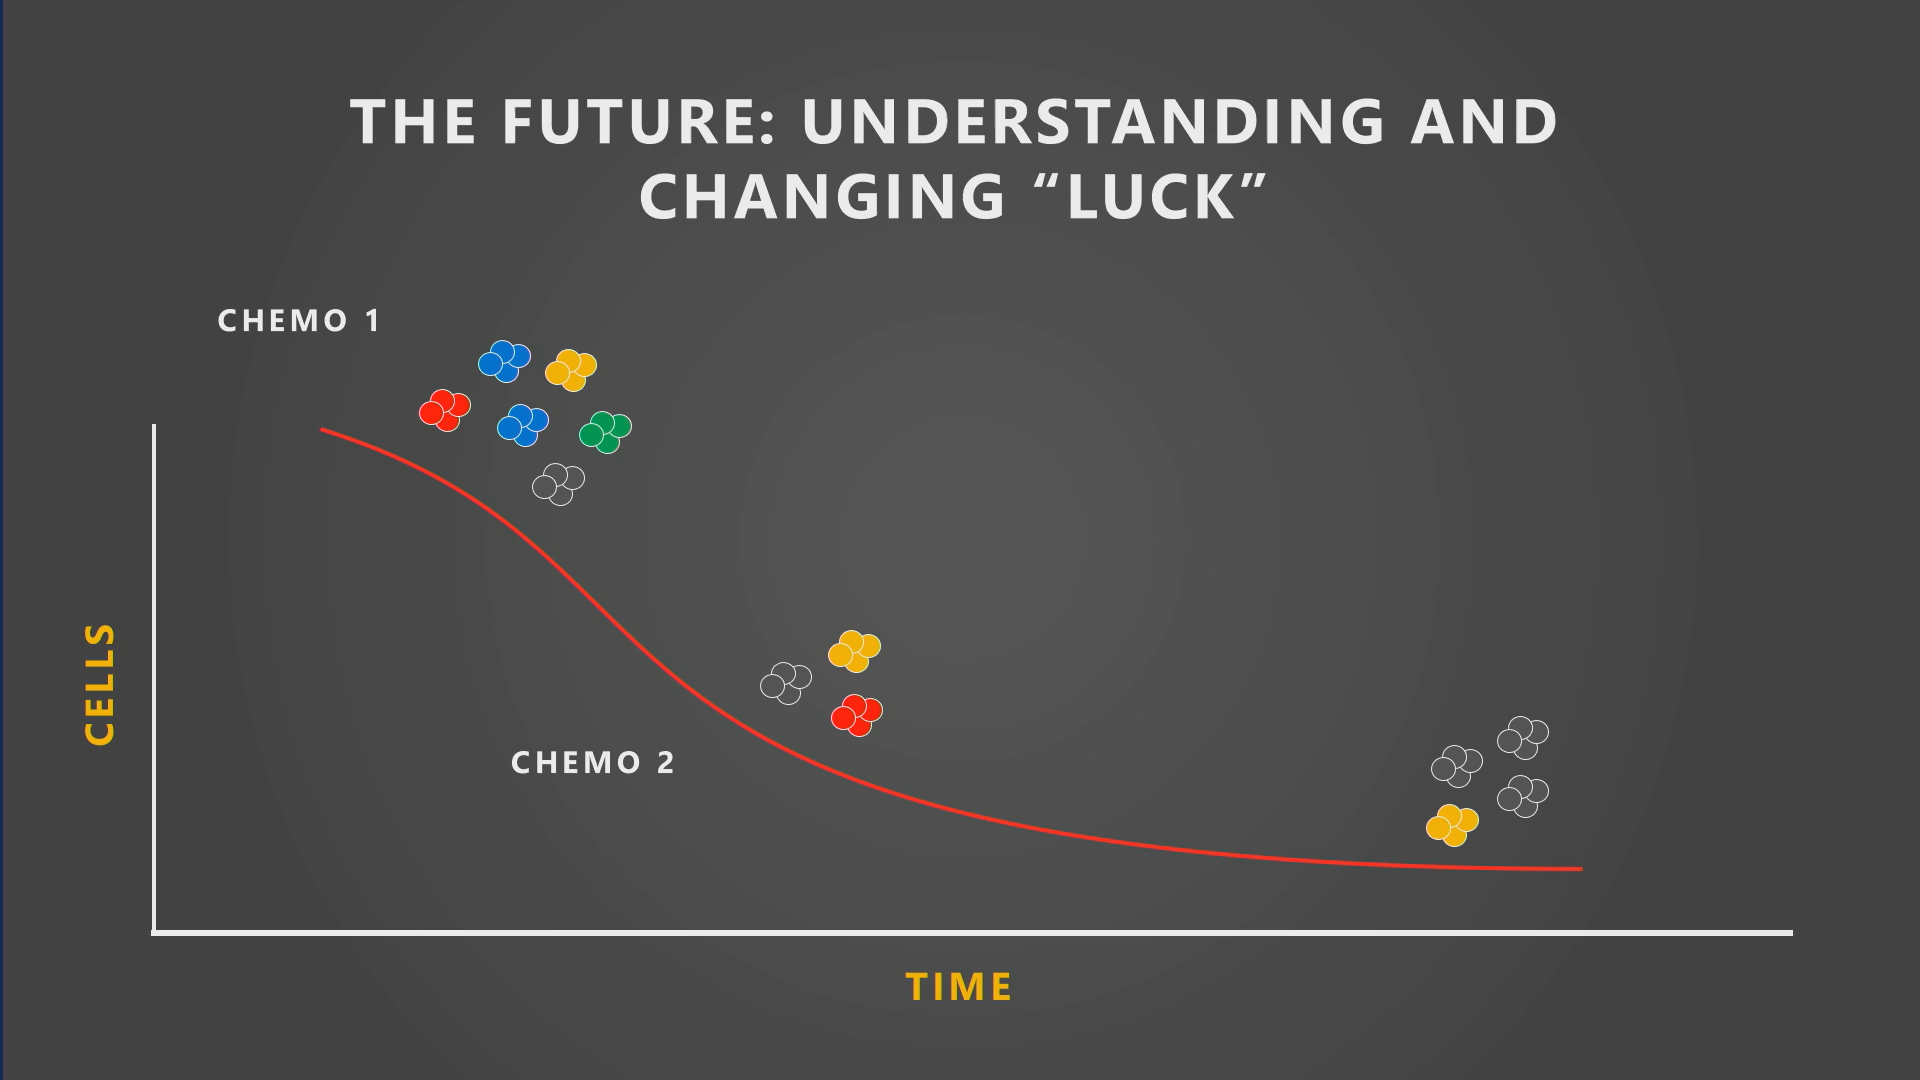 THE FUTURE: UNDERSTANDING AND
CHANGING “LUCK”
CHEMO 1
CELLS
CHEMO 2
TIME